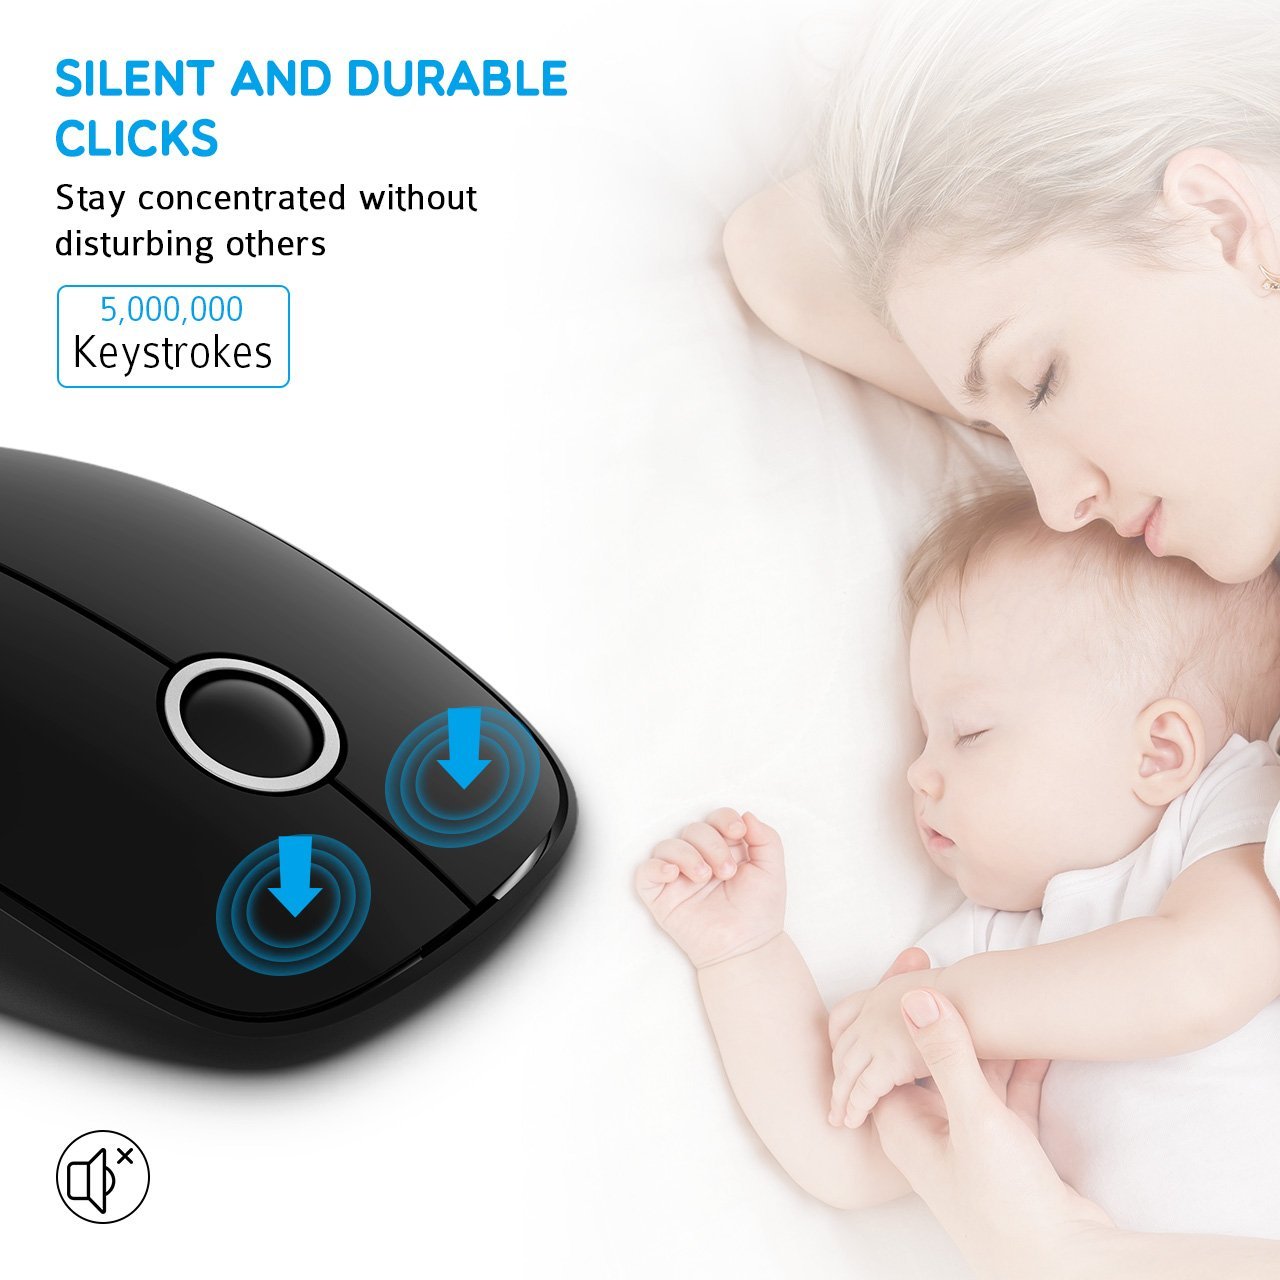 SILENT AND DURABLE
CLICKS
Stay concentrated without
disturbing others
5,000,000
Keystrokes